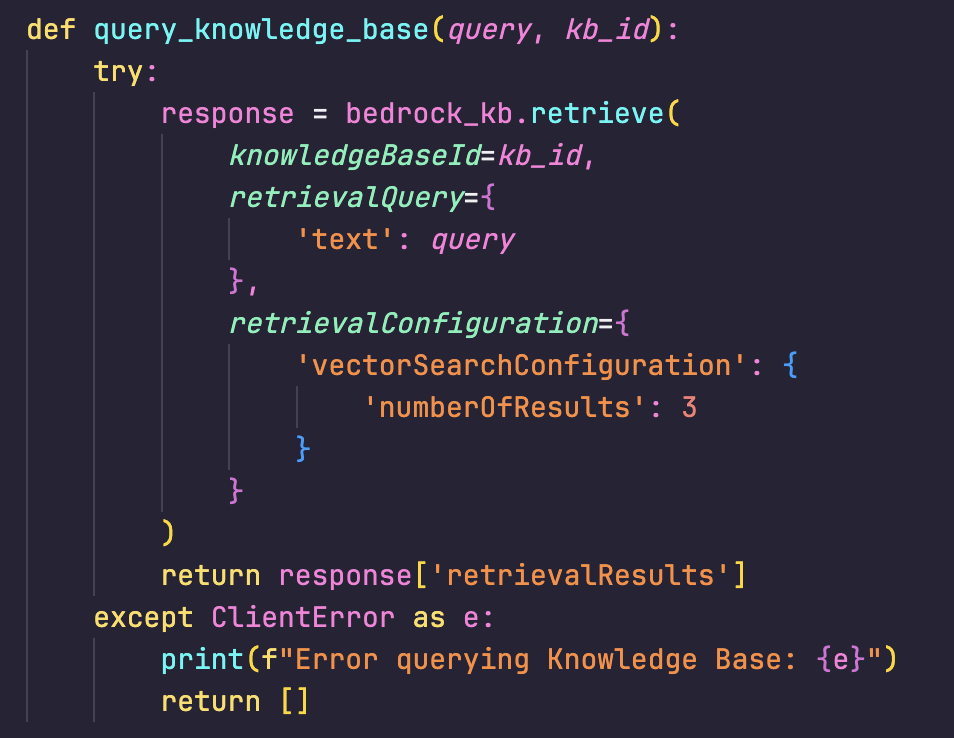 def query_knowledge_base(query, kb_id):
    try:
        response = bedrock_kb.retrieve(
            knowledgeBaseId=kb_id,
            retrievalQuery={
                'text': query
            },
            retrievalConfiguration={
                'vectorSearchConfiguration': {
                    'numberOfResults': 3
                }
            }
        )
        return response['retrievalResults']
    except ClientError as e:
        print(f"Error querying Knowledge Base: {e}")
        return []